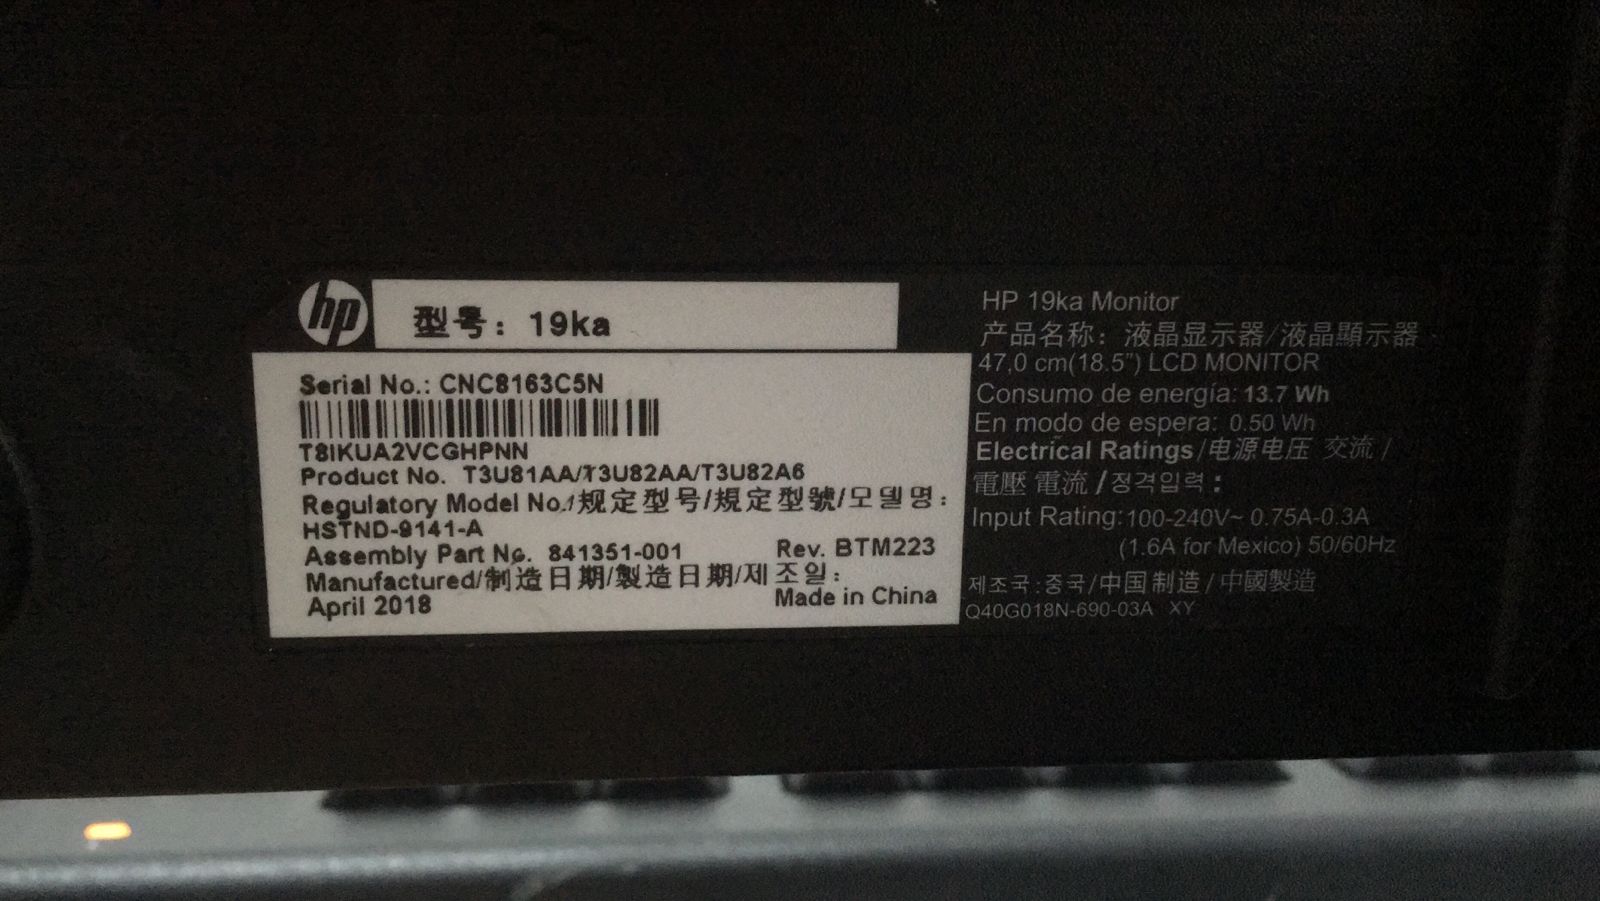 hp
型号：19ka
Serial No.: CNC8163C5N
T8IKUA2VCGHPNN
Product No. T3U81AA/T3U82AA/T3U82A6
Regulatory Model No./规定型号/規定型號/모델명:
HSTND-9141-A
Assembly Part No. 841351-001 Rev. BTM223
Manufactured/制造日期/製造日期/제조일:
April 2018 Made in China
HP 19ka Monitor
产品名称：液晶显示器/液晶顯示器
47,0 cm(18.5") LCD MONITOR
Consumo de energía: 13.7 Wh
En modo de espera: 0.50 Wh
Electrical Ratings/电源电压 交流/
電壓 電流/정격입력:
Input Rating:100-240V~ 0.75A-0.3A
(1.6A for Mexico) 50/60Hz
제조국:중국/中国制造/中國製造
Q40G018N-690-03A XY